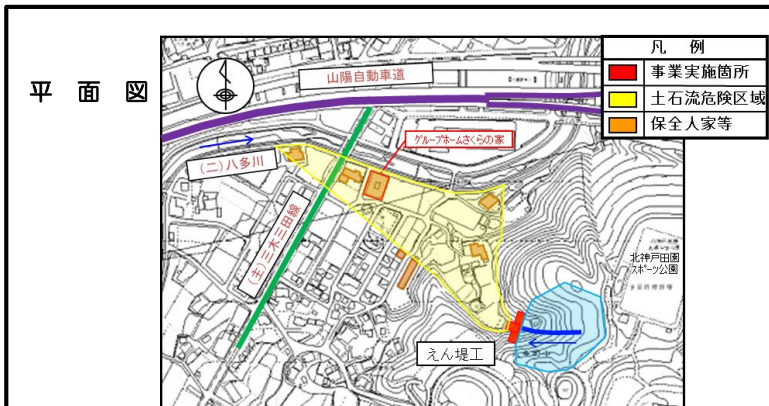 平面図
凡例
事業実施箇所
土石流危険区域
保全人家等
山陽自動車道
グループホームさくらの家
(二)八多川
(主)三木三田線
北神戸田園
スポーツ公園
えん堤工